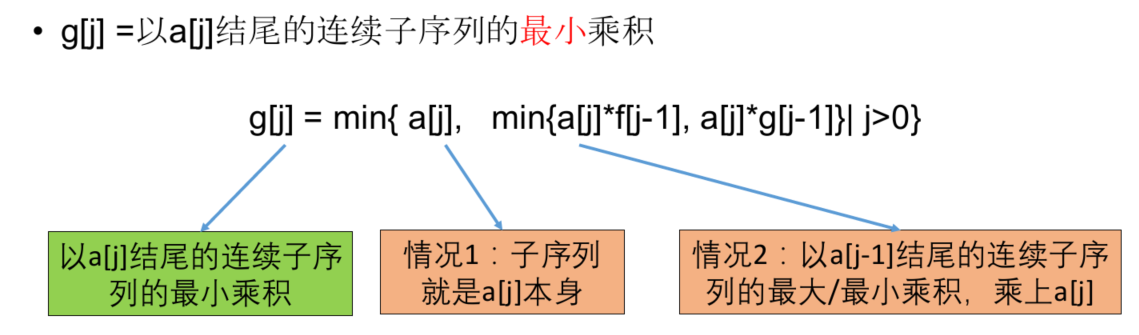 • g[j] =以a[j]结尾的连续子序列的最小乘积
g[j] = min{ a[j], min{a[j]*f[j-1], a[j]*g[j-1]}| j>0}
以a[j]结尾的连续子序
列的最小乘积
情况1：子序列
就是a[j]本身
情况2：以a[j-1]结尾的连续子序
列的最大/最小乘积，乘上a[j]